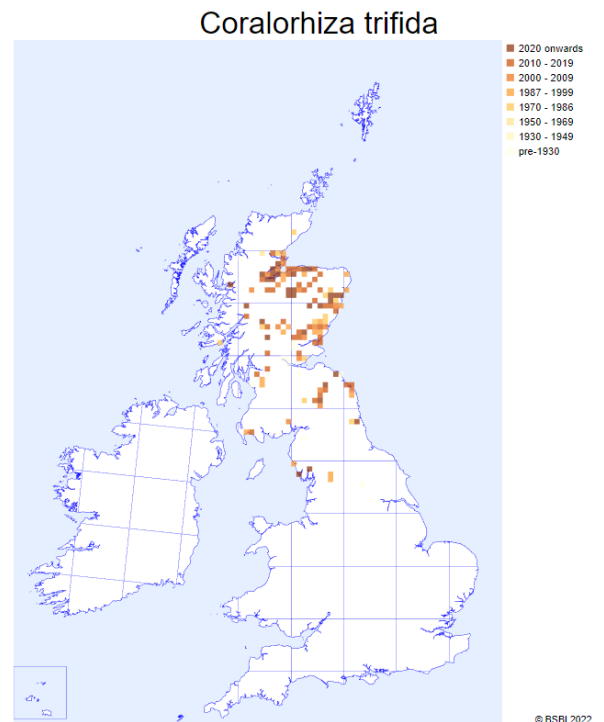 Coralorhiza trifida
2020 onwards
2010 - 2019
2000 - 2009
1987 - 1999
1970 - 1986
1950 - 1969
1930 - 1949
pre-1930
© BSBI 2022